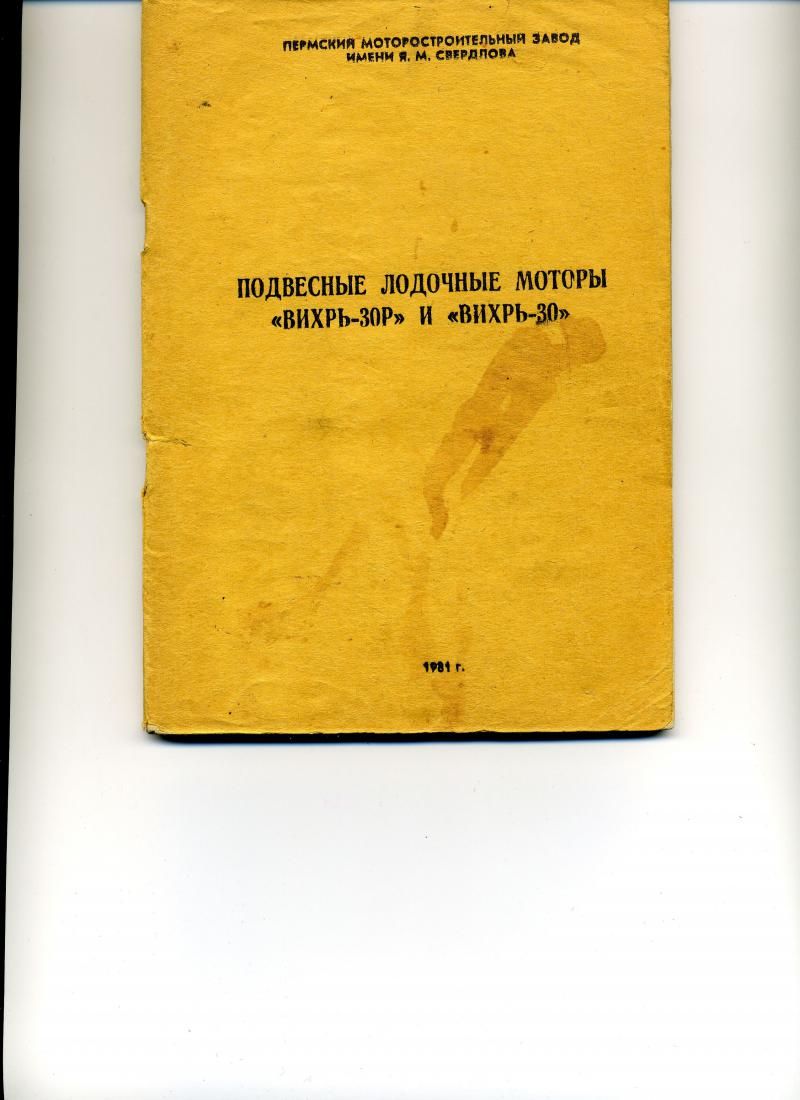 ПЕРМСКИЙ МОТОРОСТРОИТЕЛЬНЫЙ ЗАВОД
ИМЕНИ Я. М. СВЕРДЛОВА
ПОДВЕСНЫЕ ЛОДОЧНЫЕ МОТОРЫ
«ВИХРЬ-30Р» И «ВИХРЬ-30»
1981 г.